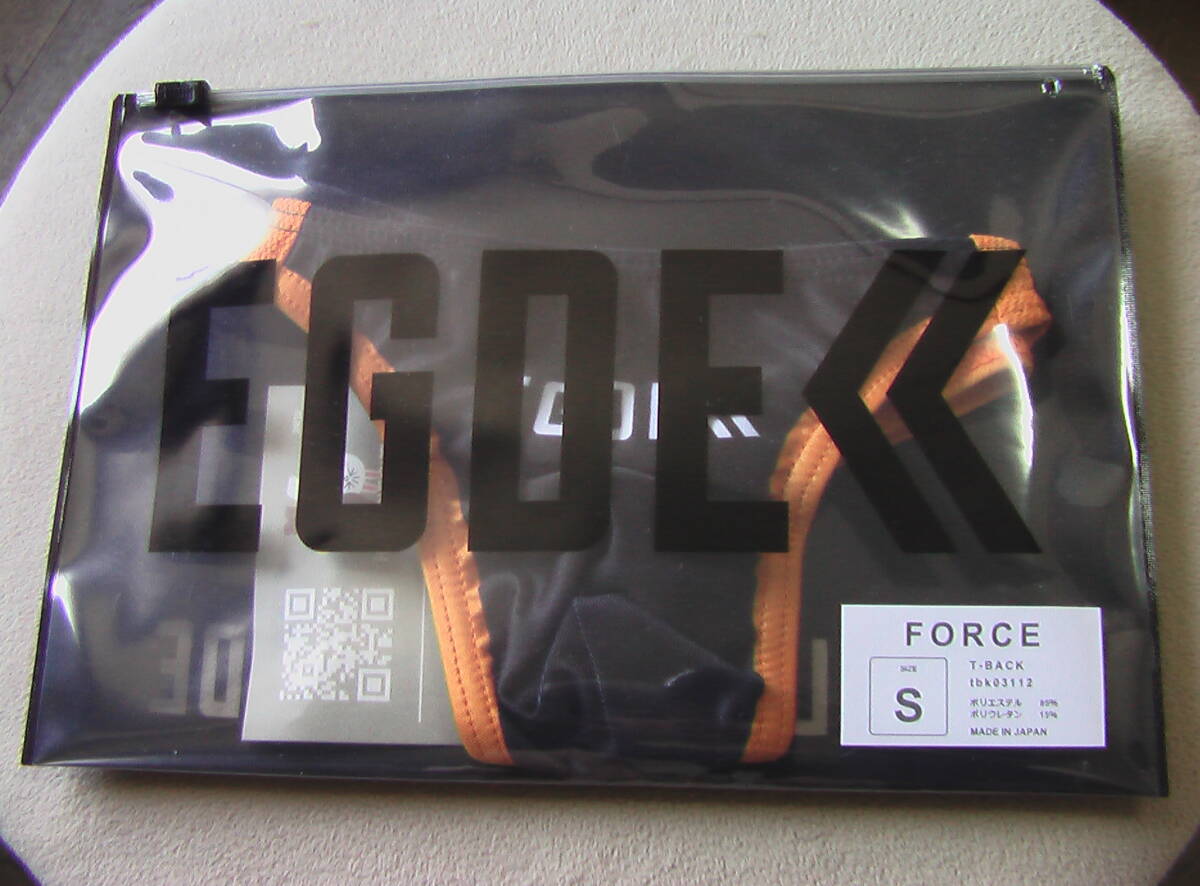 EGDE
FORCE
SIZE
S
T-BACK
tbk03112
ポリエステル 85%
ポリウレタン 15%
MADE IN JAPAN